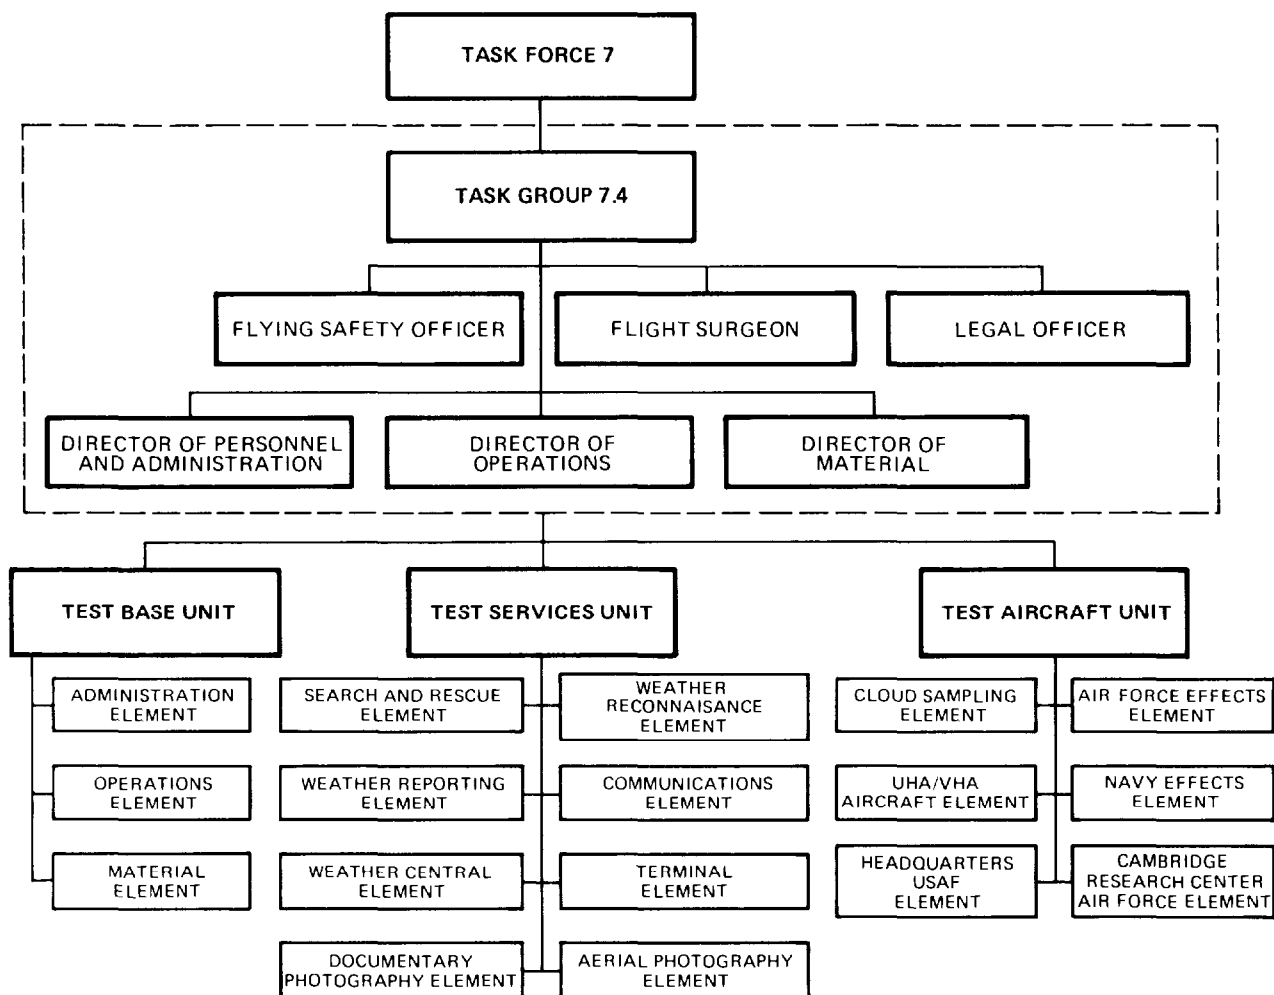 TASK FORCE 7
TASK GROUP 7.4
FLYING SAFETY OFFICER
FLIGHT SURGEON
LEGAL OFFICER
DIRECTOR OF PERSONNEL
AND ADMINISTRATION
DIRECTOR OF
OPERATIONS
DIRECTOR OF
MATERIAL
TEST BASE UNIT
TEST SERVICES UNIT
TEST AIRCRAFT UNIT
ADMINISTRATION
ELEMENT
SEARCH AND RESCUE
ELEMENT
WEATHER
RECONNAISANCE
ELEMENT
CLOUD SAMPLING
ELEMENT
AIR FORCE EFFECTS
ELEMENT
OPERATIONS
ELEMENT
WEATHER REPORTING
ELEMENT
COMMUNICATIONS
ELEMENT
UHA/VHA
AIRCRAFT ELEMENT
NAVY EFFECTS
ELEMENT
MATERIAL
ELEMENT
WEATHER CENTRAL
ELEMENT
TERMINAL
ELEMENT
HEADQUARTERS
USAF
ELEMENT
CAMBRIDGE
RESEARCH CENTER
AIR FORCE ELEMENT
DOCUMENTARY
PHOTOGRAPHY ELEMENT
AERIAL PHOTOGRAPHY
ELEMENT